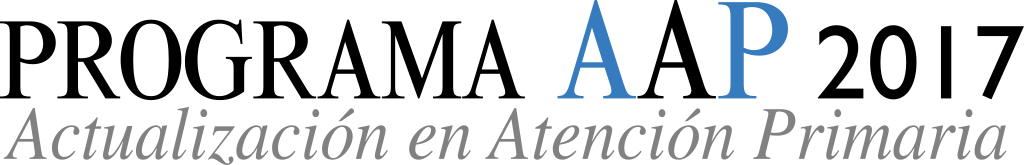 PROGRAMA AAP 2017
Actualización en Atención Primaria